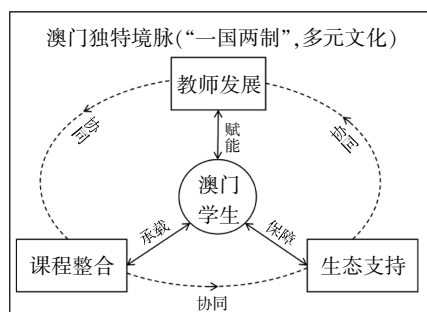 澳门独特境脉(“一国两制”,多元文化)
教师发展
协同
协同
赋能
澳门
学生
承载
保障
课程整合
生态支持
协同